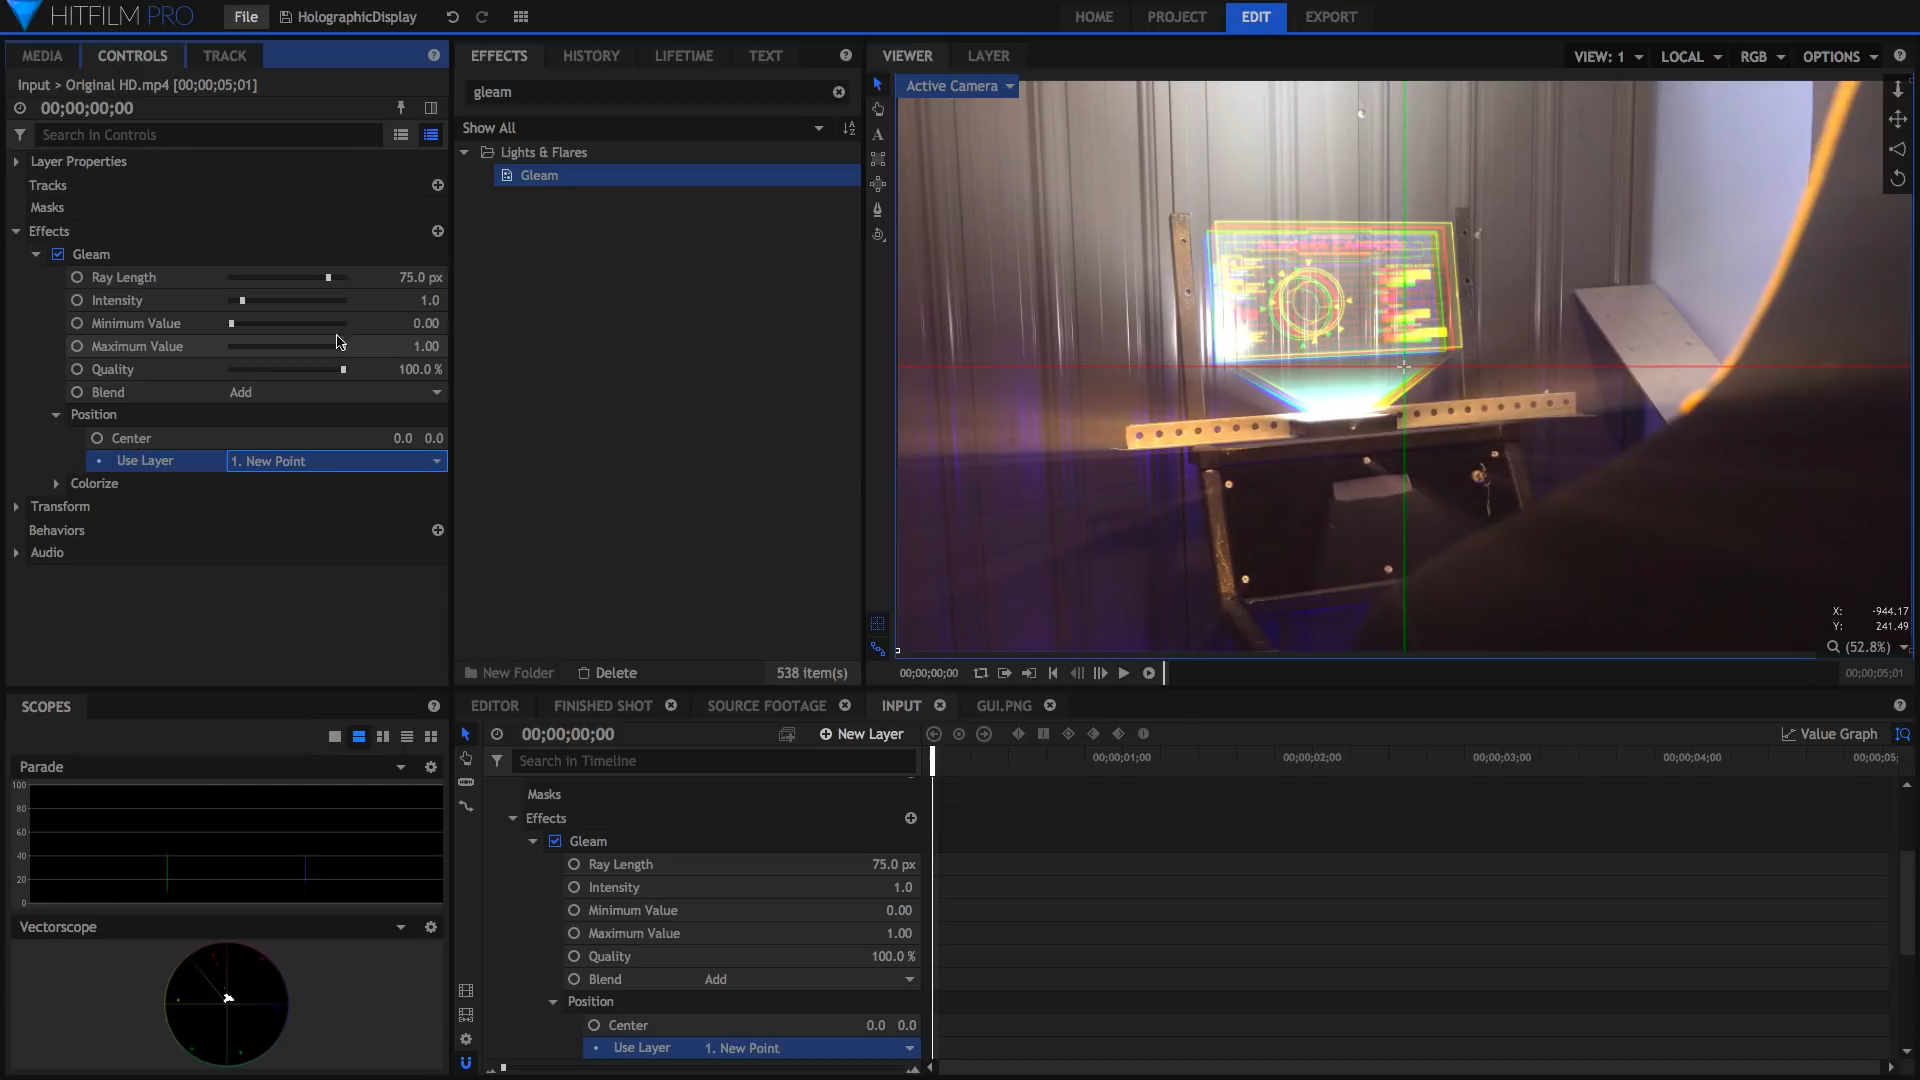 HITFILM PRO
File
HolographicDisplay
HOME
PROJECT
EDIT
EXPORT
MEDIA
CONTROLS
TRACK
Input > Original HD.mp4 [00;00;05;01]
00;00;00;00
Search in Controls
Layer Properties
Tracks
Masks
Effects
Gleam
Ray Length 75.0 px
Intensity 1.0
Minimum Value 0.00
Maximum Value 1.00
Quality 100.0 %
Blend Add
Position
Center 0.0 0.0
Use Layer 1. New Point
Colorize
Transform
Behaviors
Audio
EFFECTS
HISTORY
LIFETIME
TEXT
gleam
Show All
Lights & Flares
Gleam
New Folder
Delete
538 item(s)
VIEWER
LAYER
VIEW: 1
LOCAL
RGB
OPTIONS
Active Camera
X: -944.17
Y: 241.49
(52.8%)
00;00;00;00
00;00;05;01
SCOPES
Parade
100
80
60
40
20
0
Vectorscope
EDITOR
FINISHED SHOT
SOURCE FOOTAGE
INPUT
GUI.PNG
00;00;00;00
New Layer
Value Graph
Search in Timeline
00;00;01;00
00;00;02;00
00;00;03;00
00;00;04;00
00;00;05;
Masks
Effects
Gleam
Ray Length 75.0 px
Intensity 1.0
Minimum Value 0.00
Maximum Value 1.00
Quality 100.0 %
Blend Add
Position
Center 0.0 0.0
Use Layer 1. New Point